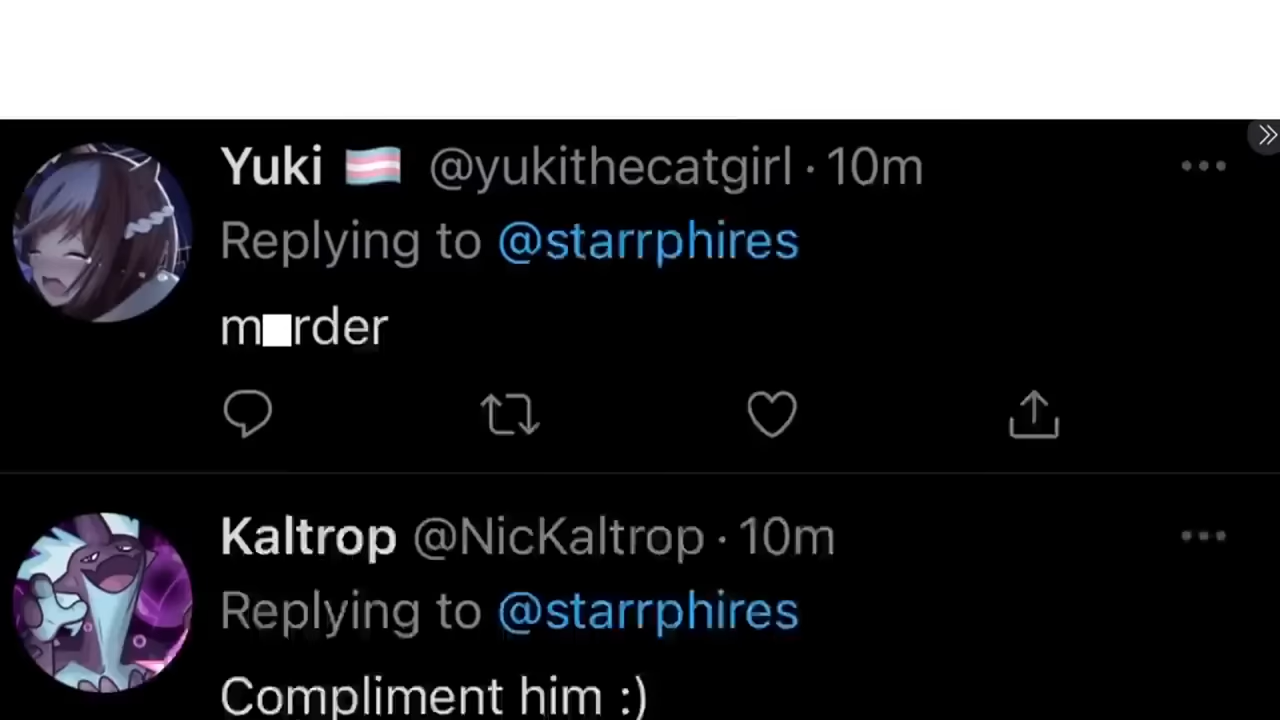 Yuki 🏳️‍⚧️ @yukithecatgirl · 10m
Replying to @starrphires
m■rder
Kaltrop @NicKaltrop · 10m
Replying to @starrphires
Compliment him :)